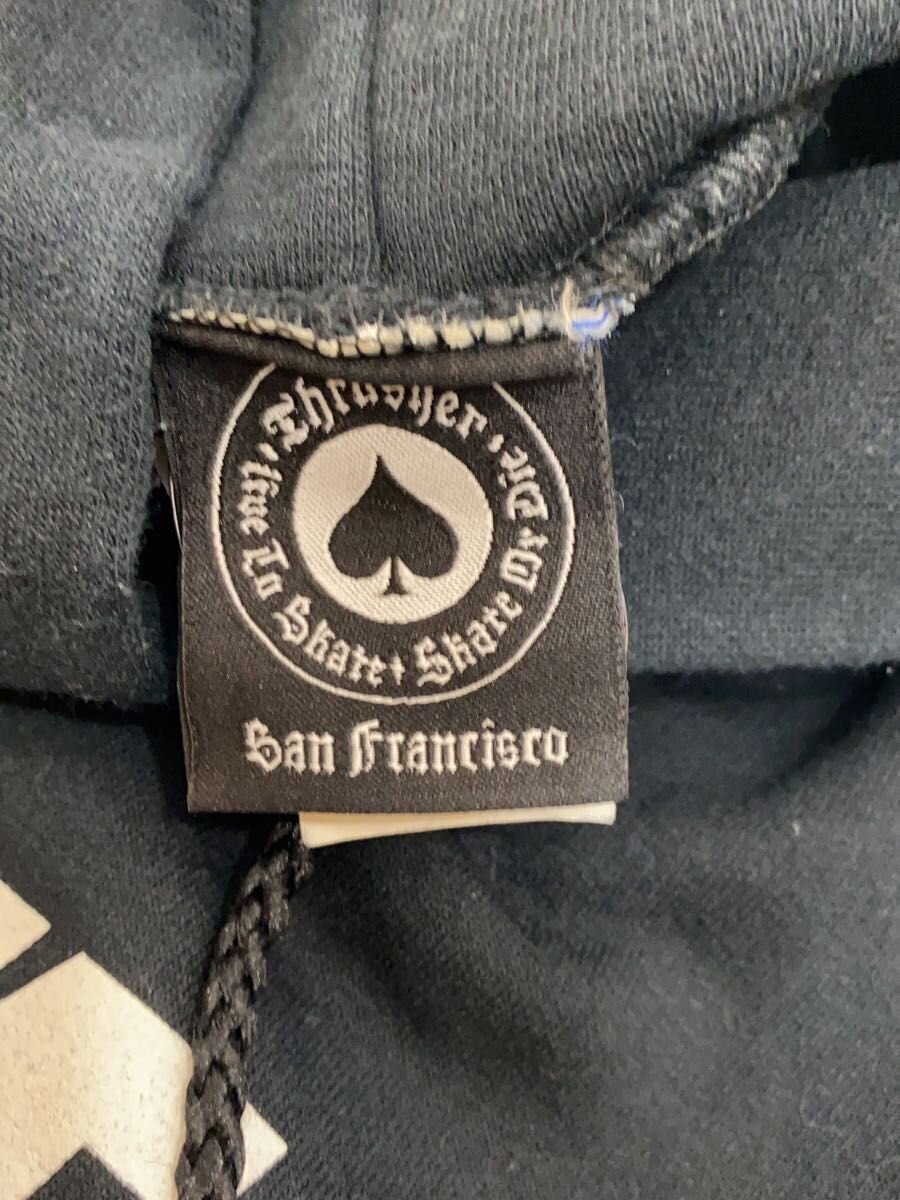 Thrasher
Live To Skate + Skate Or Die
San Francisco